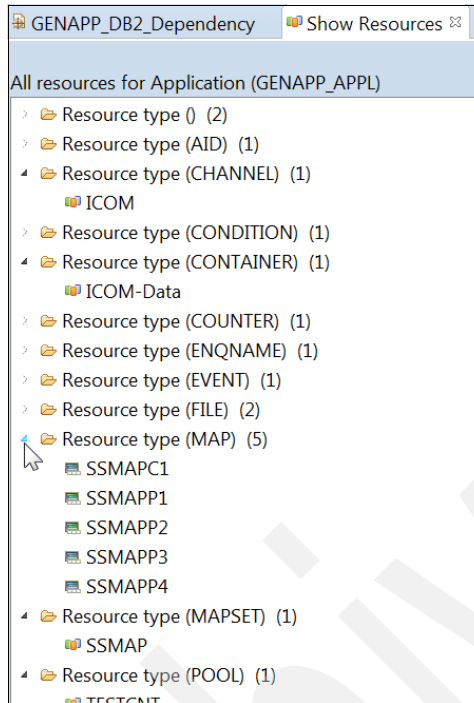 GENAPP_DB2_Dependency Show Resources
All resources for Application (GENAPP_APPL)
Resource type () (2)
Resource type (AID) (1)
Resource type (CHANNEL) (1)
ICOM
Resource type (CONDITION) (1)
Resource type (CONTAINER) (1)
ICOM-Data
Resource type (COUNTER) (1)
Resource type (ENQNAME) (1)
Resource type (EVENT) (1)
Resource type (FILE) (2)
Resource type (MAP) (5)
SSMAPC1
SSMAPP1
SSMAPP2
SSMAPP3
SSMAPP4
Resource type (MAPSET) (1)
SSMAP
Resource type (POOL) (1)